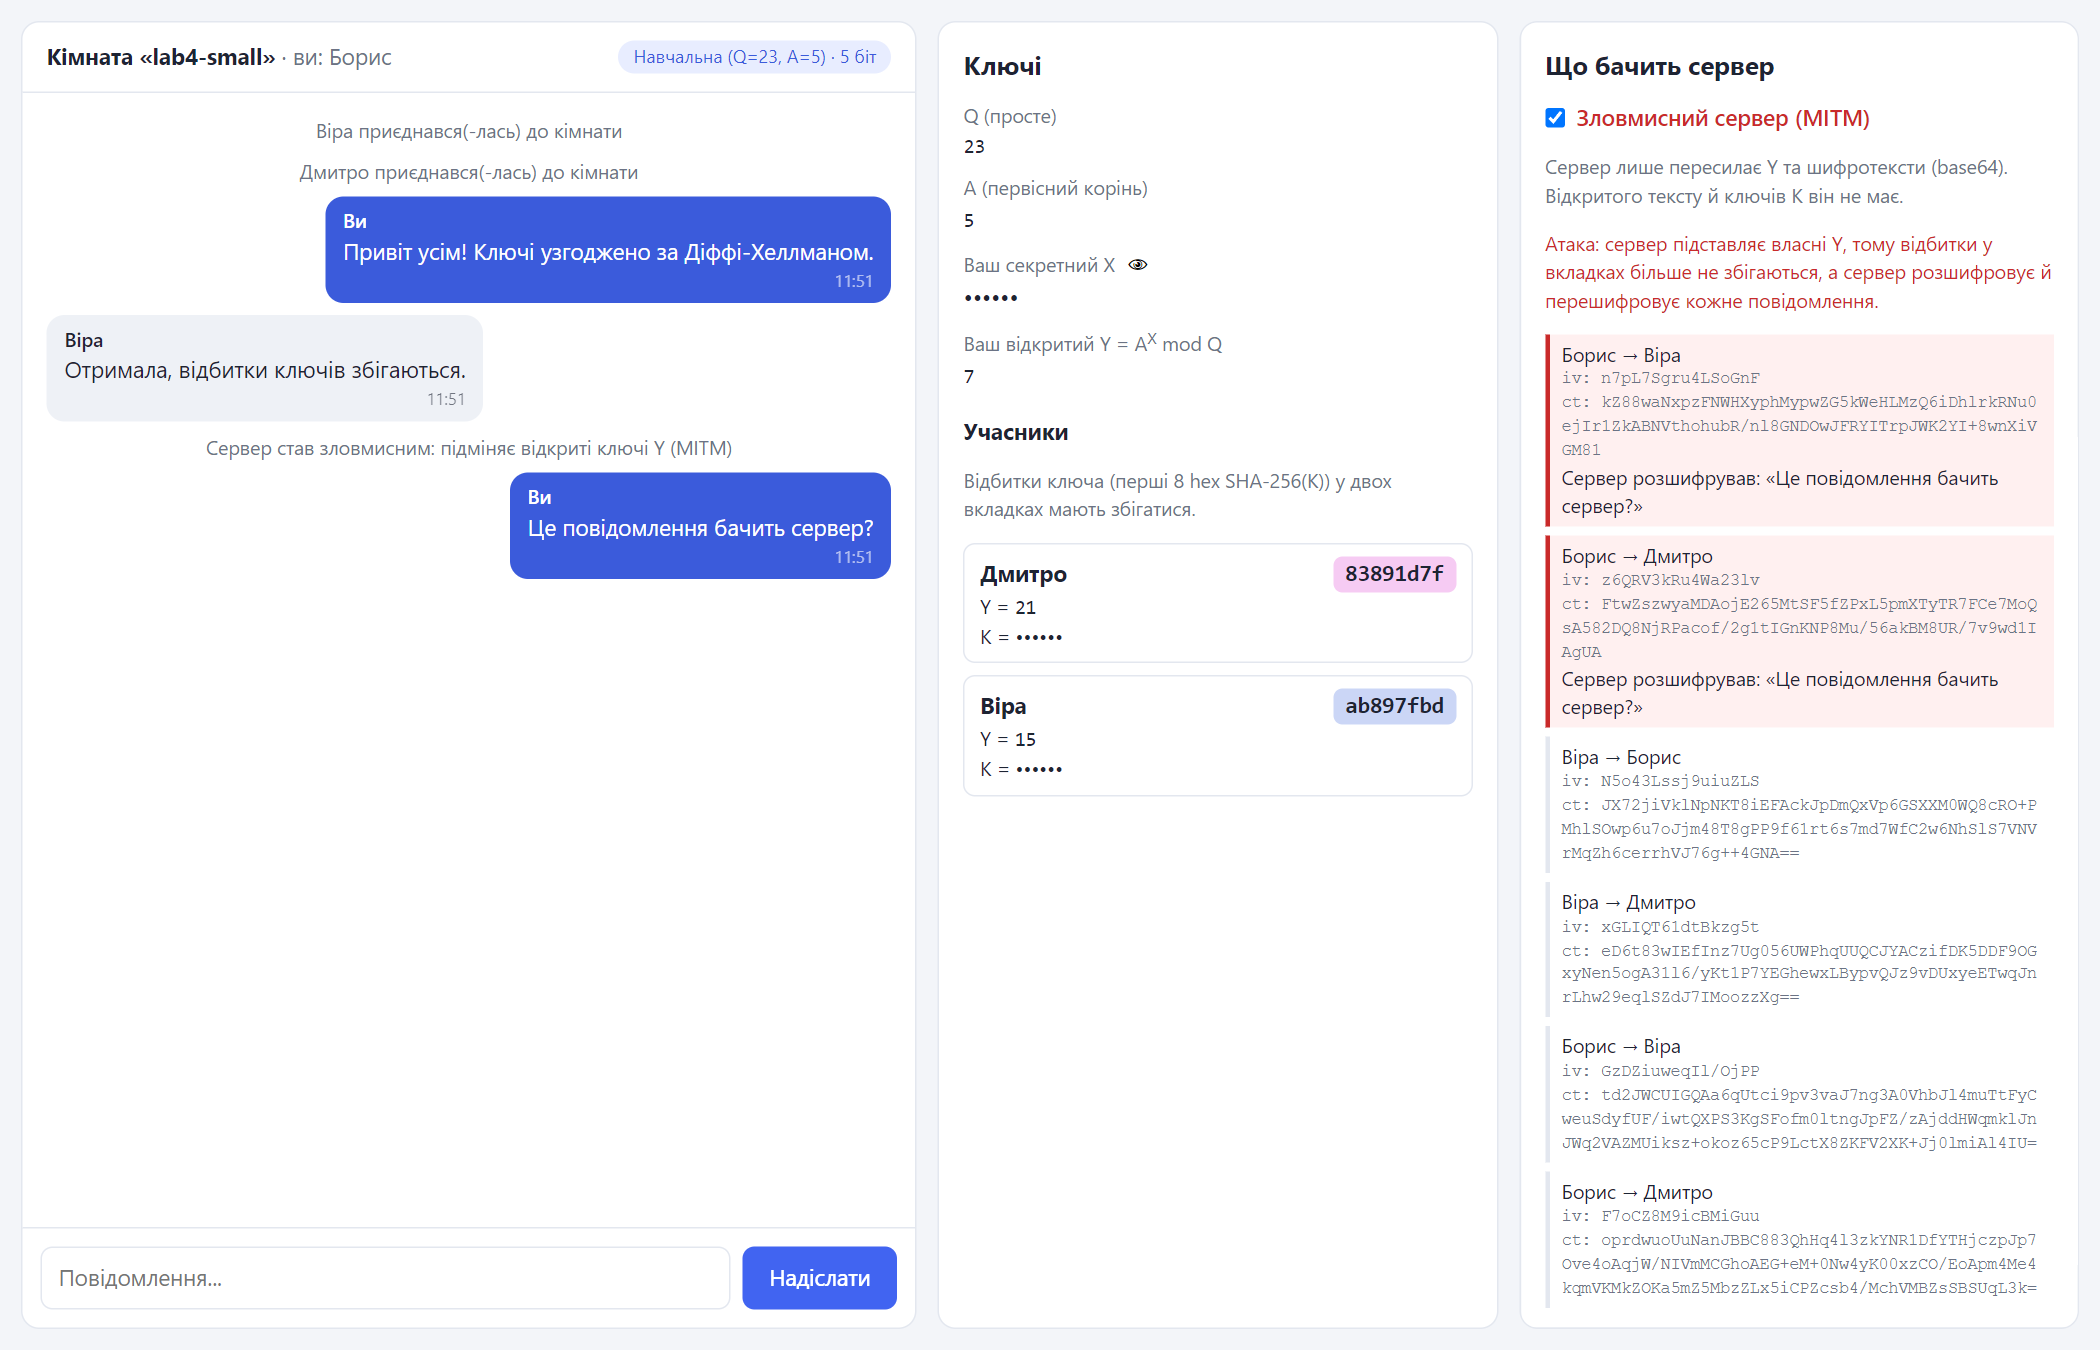 Кімната «lab4-small» · ви: Борис
Навчальна (Q=23, A=5) · 5 біт
Віра приєднався(-лась) до кімнати
Дмитро приєднався(-лась) до кімнати
Ви
Привіт усім! Ключі узгоджено за Діффі-Хеллманом.
11:51
Віра
Отримала, відбитки ключів збігаються.
11:51
Сервер став зловмисним: підміняє відкриті ключі Y (MITM)
Ви
Це повідомлення бачить сервер?
11:51
Повідомлення...
Надіслати
Ключі
Q (просте)
23
A (первісний корінь)
5
Ваш секретний X
••••••
Ваш відкритий Y = A^X mod Q
7
Учасники
Відбитки ключа (перші 8 hex SHA-256(K)) у двох
вкладках мають збігатися.
Дмитро
83891d7f
Y = 21
K = ••••••
Віра
ab897fbd
Y = 15
K = ••••••
Що бачить сервер
Зловмисний сервер (MITM)
Сервер лише пересилає Y та шифротексти (base64).
Відкритого тексту й ключів K він не має.
Атака: сервер підставляє власні Y, тому відбитки у
вкладках більше не збігаються, а сервер розшифровує й
перешифровує кожне повідомлення.
Борис → Віра
iv: n7pL7Sgru4LSoGnF
ct: kZ88waNxpzFNWHXyphMypwZG5kWeHLMzQ6iDhlrkRNu0
ejIr1ZkABNVthohubR/nl8GNDOwJFRYITrpJWK2YI+8wnXiV
GM81
Сервер розшифрував: «Це повідомлення бачить
сервер?»
Борис → Дмитро
iv: z6QRV3kRu4Wa23lv
ct: FtwZszwyaMDAojE265MtSF5fZPxL5pmXTyTR7FCe7MoQ
sA582DQ8NjRPacof/2g1tIGnKNP8Mu/56akBM8UR/7v9wd1I
AgUA
Сервер розшифрував: «Це повідомлення бачить
сервер?»
Віра → Борис
iv: N5o43Lssj9uiuZLS
ct: JX72jiVklNpNKT8iEFAckJpDmQxVp6GSXXM0WQ8cRO+P
MhlSOwp6u7oJjm48T8gPP9f61rt6s7md7WfC2w6NhSlS7VNV
rMqZh6cerrhVJ76g++4GNA==
Віра → Дмитро
iv: xGLIQT61dtBkzg5t
ct: eD6t83wIEfInz7Ug056UWPhqUUQCJYACzifDK5DDF9OG
xyNen5ogA31l6/yKt1P7YEGhewxLBypvQJz9vDUxyeETwqJn
rLhw29eqlSZdJ7IMoozzXg==
Борис → Віра
iv: GzDZiuweqIl/OjPP
ct: td2JWCUIGQAa6qUtci9pv3vaJ7ng3A0VhbJl4muTtFyC
weuSdyfUF/iwtQXPS3KgSFofm0ltngJpFZ/zAjddHWqmklJn
JWq2VAZMUiksz+okoz65cP9LctX8ZKFV2XK+Jj0lmiAl4IU=
Борис → Дмитро
iv: F7oCZ8M9icBMiGuu
ct: oprdwuoUuNanJBBC883QhHq4l3zkYNR1DfYTHjczpJp7
Ove4oAqjW/NIVmMCGhoAEG+eM+0Nw4yK00xzCO/EoApm4Me4
kqmVKMkZOKa5mZ5MbzZLx5iCPZcsb4/MchVMBZsSBSUqL3k=